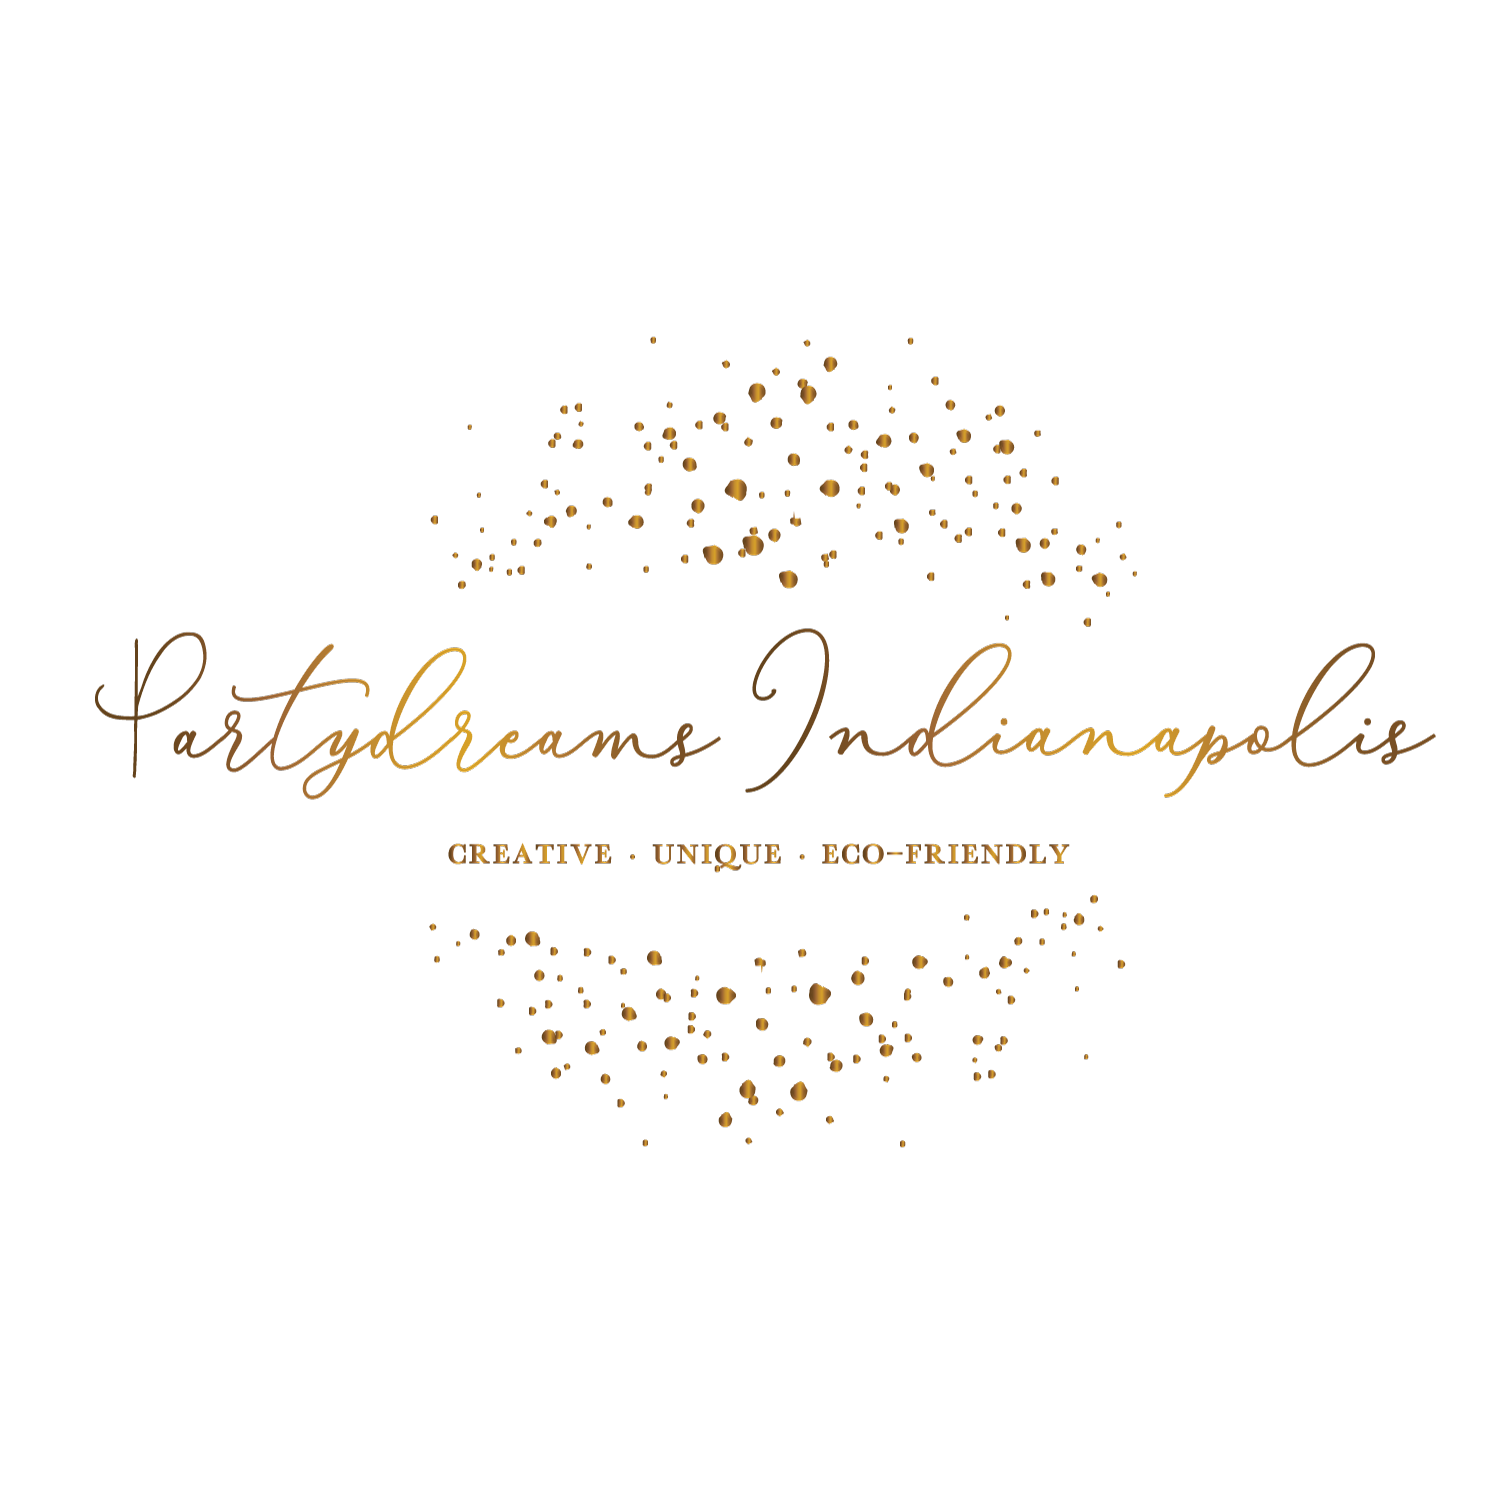 Partydreams Indianapolis
CREATIVE · UNIQUE · ECO-FRIENDLY